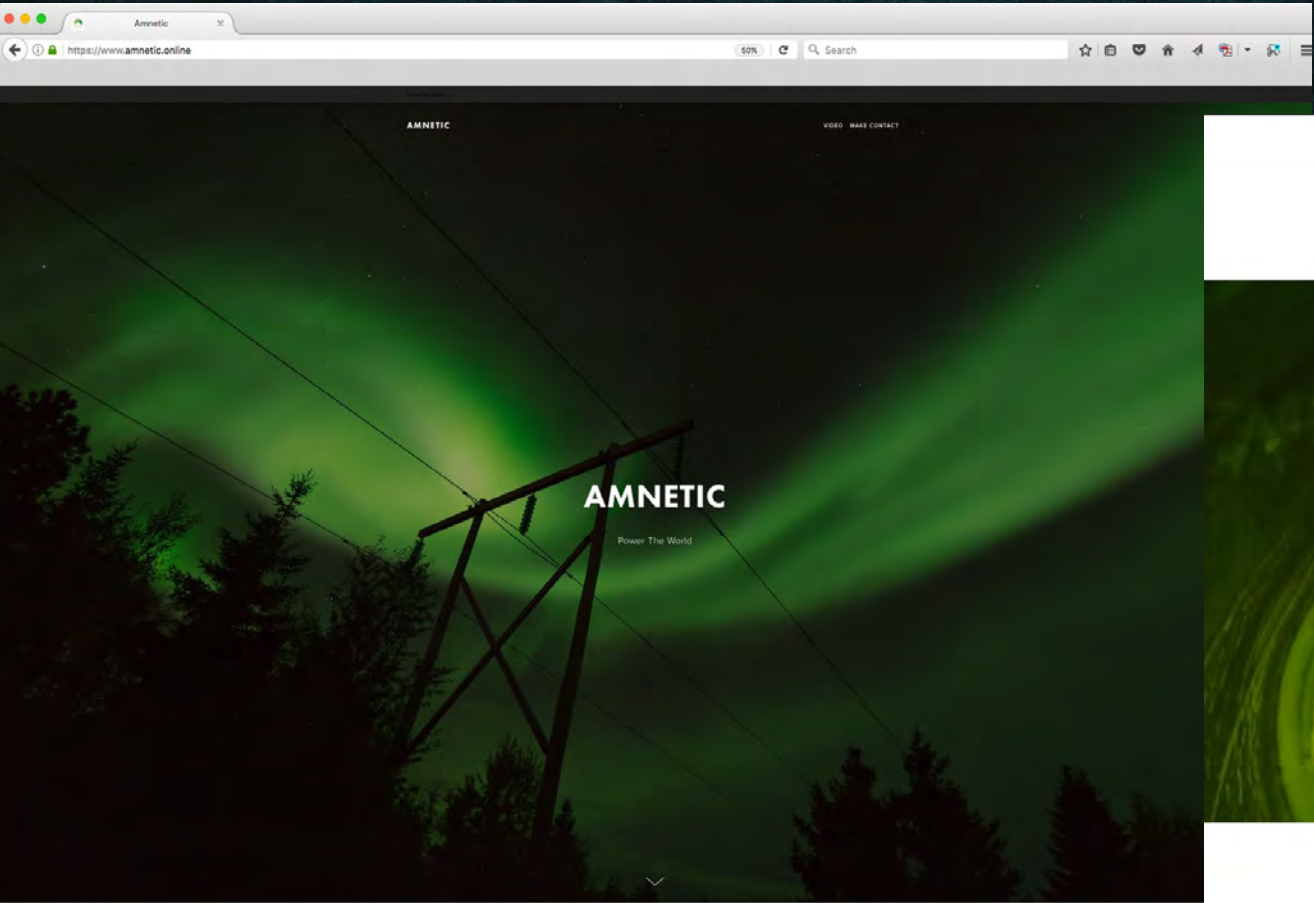 Amnetic
https://www.amnetic.online
50%
Search
AMNETIC
VIDEO MAKE CONTACT
AMNETIC
Power The World